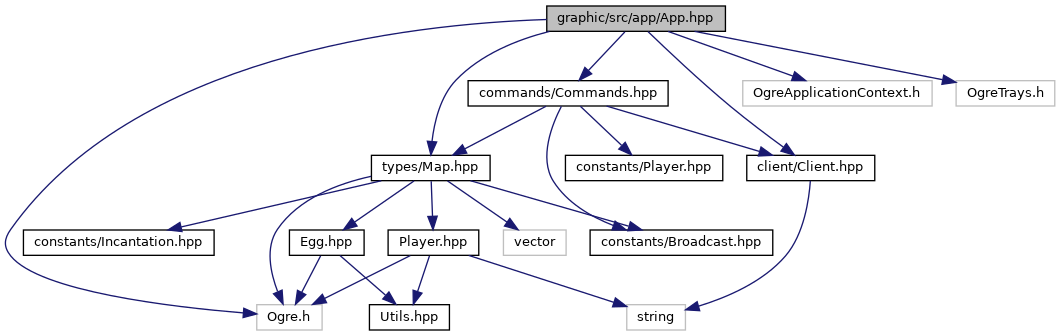 graphic/src/app/App.hpp
commands/Commands.hpp
OgreApplicationContext.h
OgreTrays.h
types/Map.hpp
constants/Player.hpp
client/Client.hpp
constants/Incantation.hpp
Egg.hpp
Player.hpp
vector
constants/Broadcast.hpp
Ogre.h
Utils.hpp
string